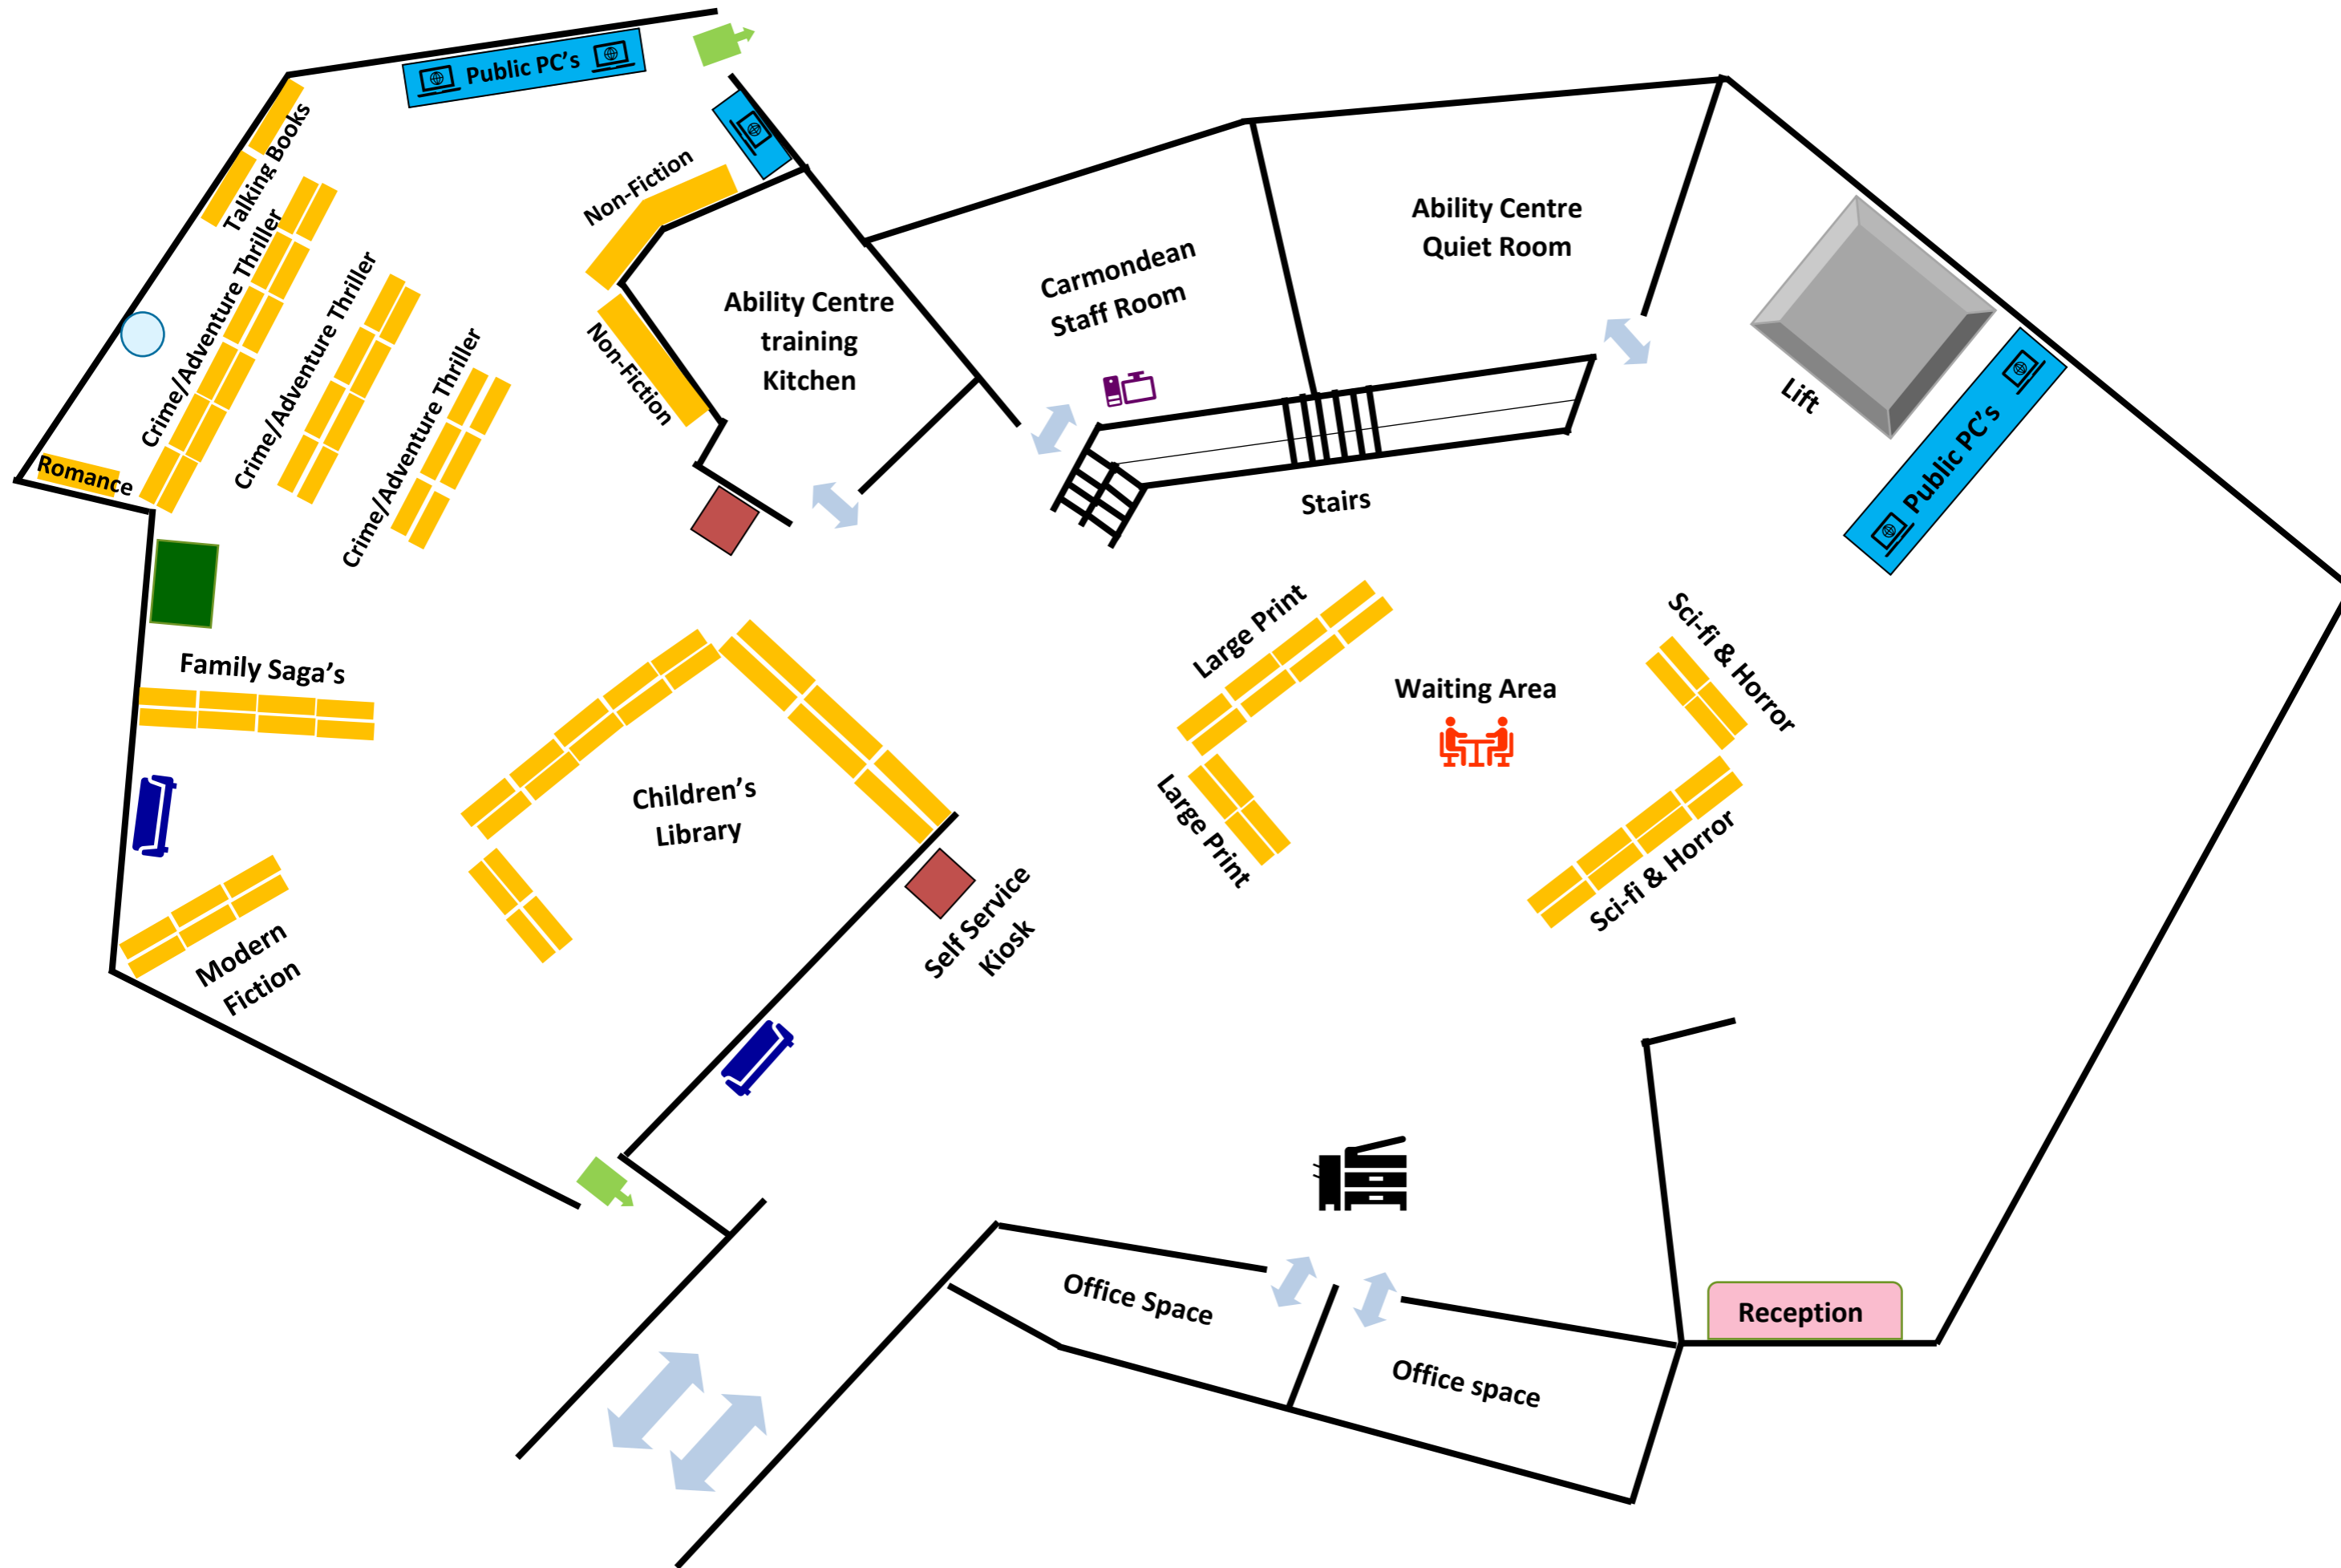 Public PC's
Talking Books
Non-Fiction
Crime/Adventure Thriller
Crime/Adventure Thriller
Crime/Adventure Thriller
Romance
Non-Fiction
Ability Centre
training
Kitchen
Carmondean
Staff Room
Ability Centre
Quiet Room
Lift
Public PC's
Stairs
Family Saga's
Children's
Library
Modern
Fiction
Self Service
Kiosk
Large Print
Large Print
Waiting Area
Sci-fi & Horror
Sci-fi & Horror
Office Space
Office space
Reception